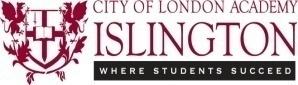 CITY OF LONDON ACADEMY
ISLINGTON
WHERE STUDENTS SUCCEED